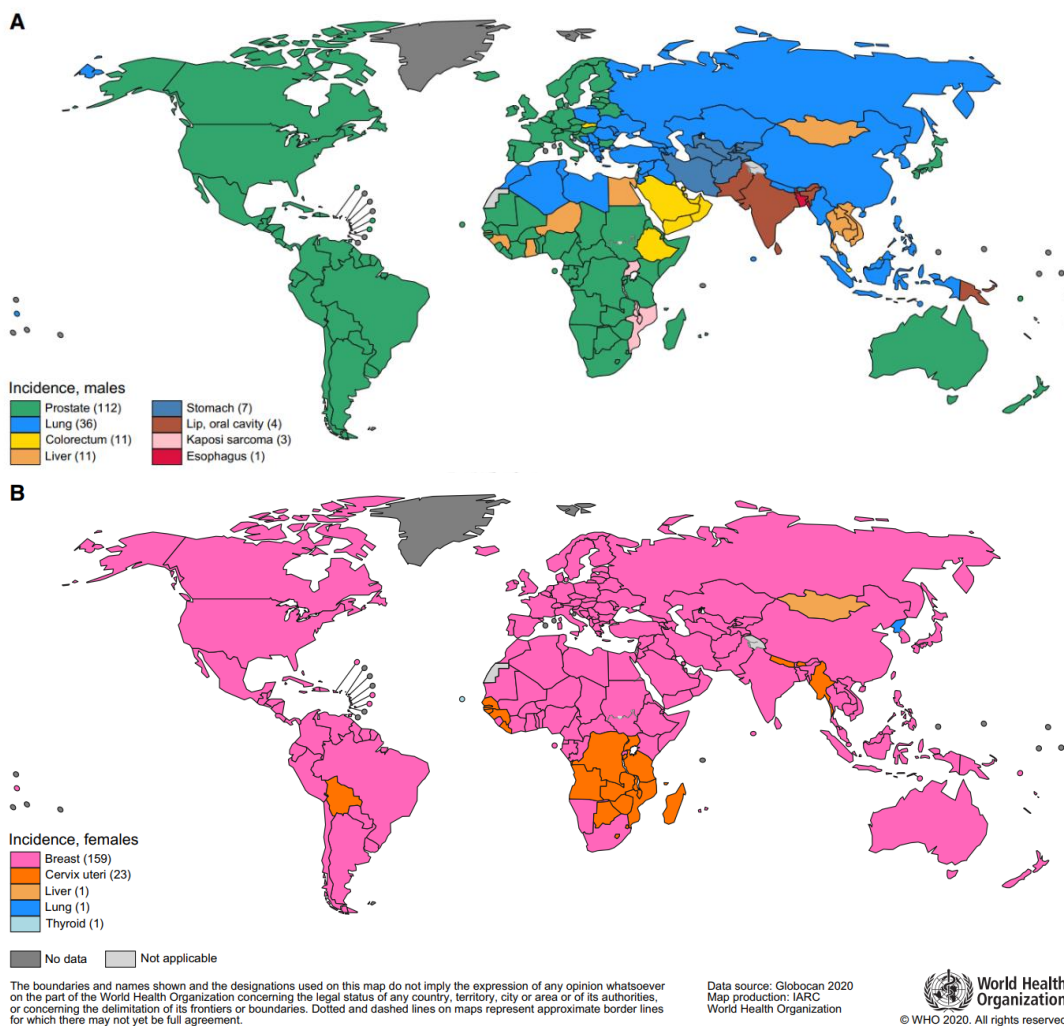 A
Incidence, males
Prostate (112)
Lung (36)
Colorectum (11)
Liver (11)
Stomach (7)
Lip, oral cavity (4)
Kaposi sarcoma (3)
Esophagus (1)
B
Incidence, females
Breast (159)
Cervix uteri (23)
Liver (1)
Lung (1)
Thyroid (1)
No data
Not applicable
The boundaries and names shown and the designations used on this map do not imply the expression of any opinion whatsoever
on the part of the World Health Organization concerning the legal status of any country, territory, city or area or of its authorities,
or concerning the delimitation of its frontiers or boundaries. Dotted and dashed lines on maps represent approximate border lines
for which there may not yet be full agreement.
Data source: Globocan 2020
Map production: IARC
World Health Organization
World Health
Organization
© WHO 2020. All rights reserved